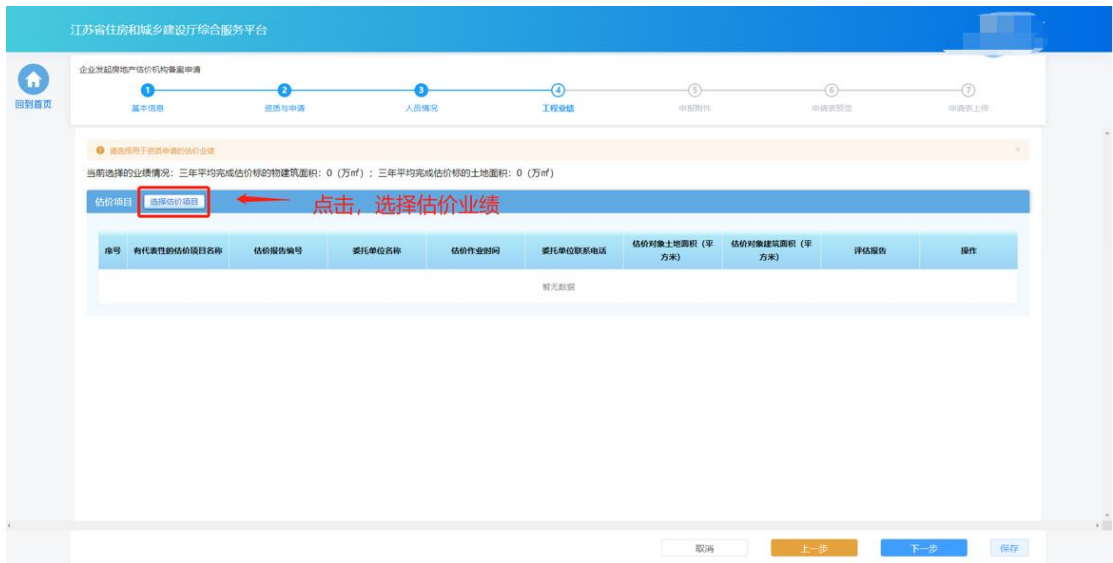 江苏省住房和城乡建设厅综合服务平台
回到首页
企业发起房地产估价机构备案申请
1 2 3 4 5 6 7
基本信息 资质与申请 人员情况 工程业绩 申报附件 申请表预览 申请表上传
请选择用于资质申请的估价业绩
当前选择的业绩情况：三年平均完成估价标的物建筑面积：0（万㎡）；三年平均完成估价标的土地面积：0（万㎡）
估价项目 选择估价项目 点击，选择估价业绩
序号 有代表性的估价项目名称 估价报告编号 委托单位名称 估价作业时间 委托单位联系电话 估价对象土地面积（平 估价对象建筑面积（平 评估报告 操作
方米） 方米）
暂无数据
取消 上一步 下一步 保存